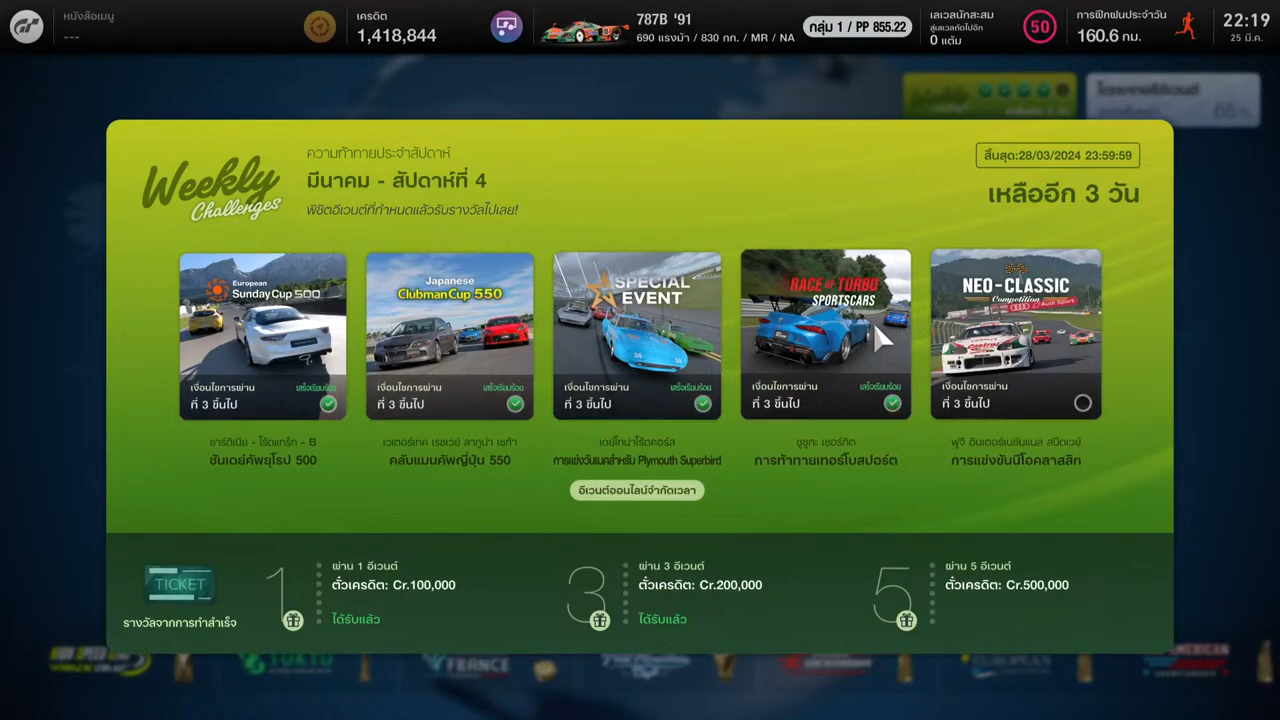 หนังสือเมนู
---
เครดิต
1,418,844
787B '91
690 แรงม้า / 830 กก. / MR / NA
กลุ่ม 1 / PP 855.22
เลเวลนักสะสม
สู่เลเวลถัดไปอีก
0 แต้ม
50
การฝึกฝนประจำวัน
160.6 กม.
22:19
25 มี.ค.
Weekly
Challenges
ความท้าทายประจำสัปดาห์
มีนาคม - สัปดาห์ที่ 4
พิชิตอีเวนต์ที่กำหนดแล้วรับรางวัลไปเลย!
สิ้นสุด:28/03/2024 23:59:59
เหลืออีก 3 วัน
European
Sunday Cup 500
เงื่อนไขการผ่าน
เสร็จเรียบร้อย
ที่ 3 ขึ้นไป
ซาร์ดิเนีย - โร้ดแทร็ก - B
ซันเดย์คัพยุโรป 500
Japanese
Clubman Cup 550
เงื่อนไขการผ่าน
เสร็จเรียบร้อย
ที่ 3 ขึ้นไป
เวเตอร์เทค เรซเวย์ ลากูน่า เซก้า
คลับแมนคัพญี่ปุ่น 550
SPECIAL
EVENT
เงื่อนไขการผ่าน
เสร็จเรียบร้อย
ที่ 3 ขึ้นไป
เดย์โทน่าโร้ดคอร์ส
การแข่งวันเมคสำหรับ Plymouth Superbird
อีเวนต์ออนไลน์จำกัดเวลา
RACE OF TURBO
SPORTSCARS
เงื่อนไขการผ่าน
เสร็จเรียบร้อย
ที่ 3 ขึ้นไป
ซูซูกะ เซอร์กิต
การท้าทายเทอร์โบสปอร์ต
NEO-CLASSIC
Competition
เงื่อนไขการผ่าน
ที่ 3 ขึ้นไป
ฟูจิ อินเตอร์เนชันแนล สปีดเวย์
การแข่งขันนีโอคลาสสิก
TICKET
รางวัลจากการทำสำเร็จ
1
ผ่าน 1 อีเวนต์
ตั๋วเครดิต: Cr.100,000
ได้รับแล้ว
3
ผ่าน 3 อีเวนต์
ตั๋วเครดิต: Cr.200,000
ได้รับแล้ว
5
ผ่าน 5 อีเวนต์
ตั๋วเครดิต: Cr.500,000